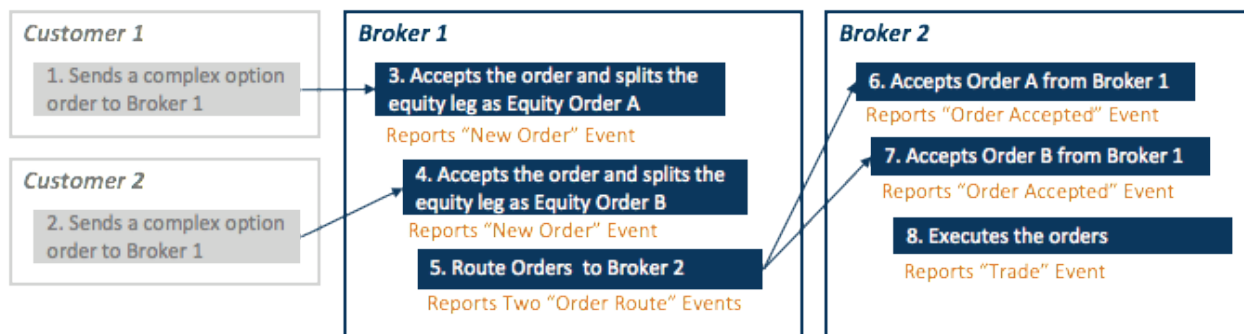 Customer 1
1. Sends a complex option
order to Broker 1
Customer 2
2. Sends a complex option
order to Broker 1
Broker 1
3. Accepts the order and splits the
equity leg as Equity Order A
Reports "New Order" Event
4. Accepts the order and splits the
equity leg as Equity Order B
Reports "New Order" Event
5. Route Orders to Broker 2
Reports Two "Order Route" Events
Broker 2
6. Accepts Order A from Broker 1
Reports "Order Accepted" Event
7. Accepts Order B from Broker 1
Reports "Order Accepted" Event
8. Executes the orders
Reports "Trade" Event